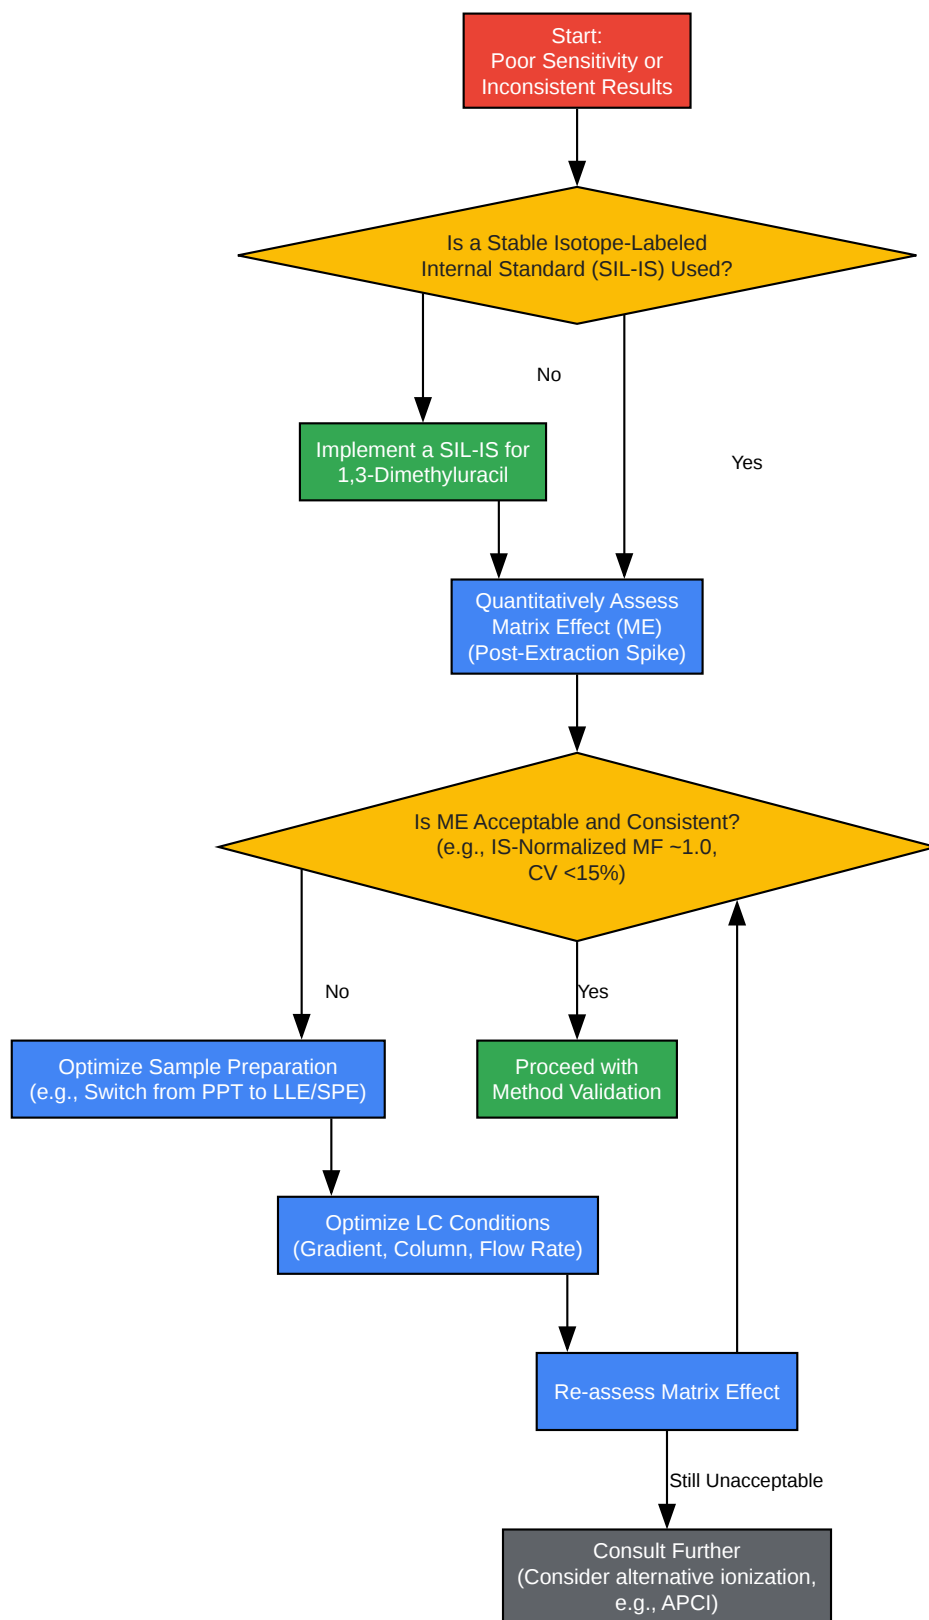 Start:
Poor Sensitivity or
Inconsistent Results
Is a Stable Isotope-Labeled
Internal Standard (SIL-IS) Used?
No
Implement a SIL-IS for
1,3-Dimethyluracil
Yes
Quantitatively Assess
Matrix Effect (ME)
(Post-Extraction Spike)
Is ME Acceptable and Consistent?
(e.g., IS-Normalized MF ~1.0,
CV <15%)
No
Yes
Optimize Sample Preparation
(e.g., Switch from PPT to LLE/SPE)
Proceed with
Method Validation
Optimize LC Conditions
(Gradient, Column, Flow Rate)
Re-assess Matrix Effect
Still Unacceptable
Consult Further
(Consider alternative ionization,
e.g., APCI)